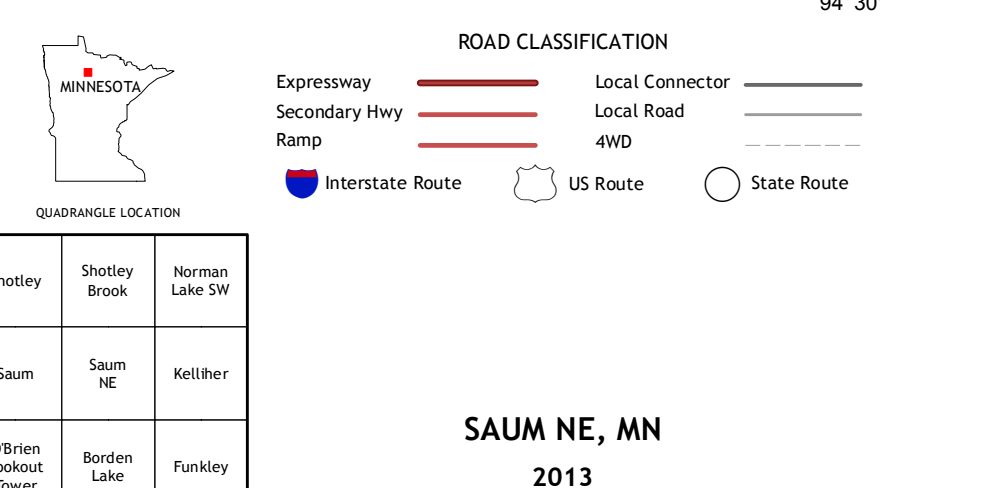 94 30
ROAD CLASSIFICATION
Expressway
Secondary Hwy
Ramp
Local Connector
Local Road
4WD
Interstate Route
US Route
State Route
MINNESOTA
QUADRANGLE LOCATION
Shotley
Brook
Norman
Lake SW
Saum
Saum
NE
Kelliher
Borden
Lake
Funkley
SAUM NE, MN
2013